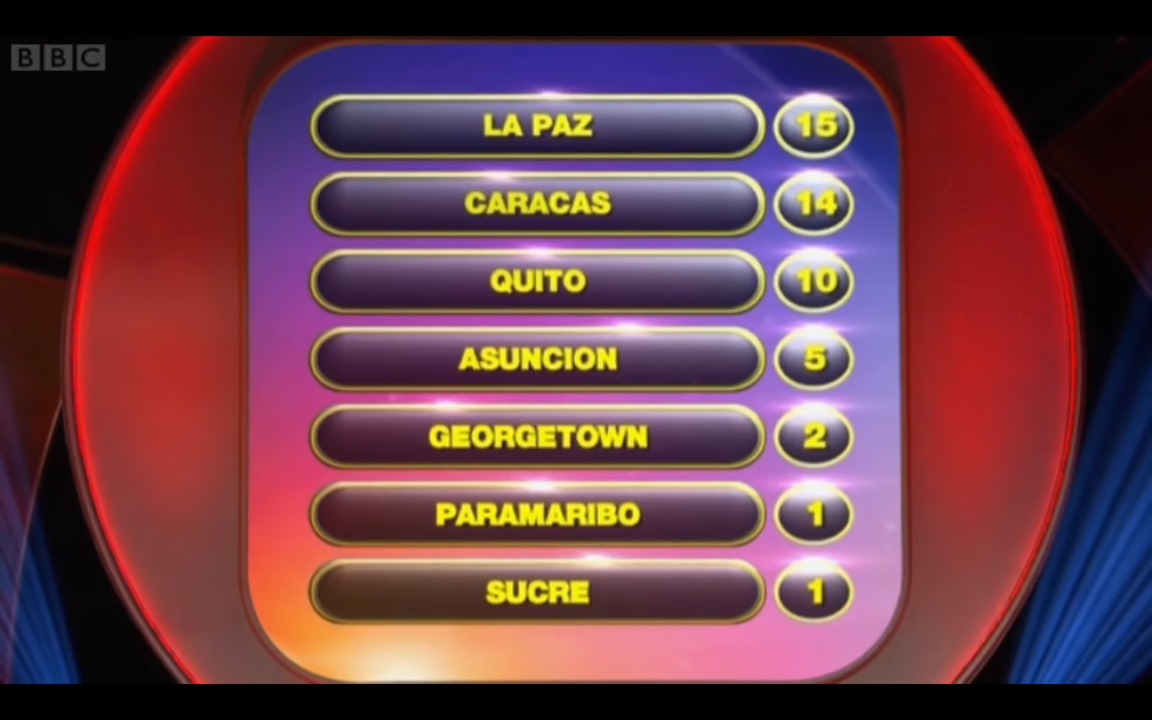 BBC
LA PAZ 15
CARACAS 14
QUITO 10
ASUNCION 5
GEORGETOWN 2
PARAMARIBO 1
SUCRE 1